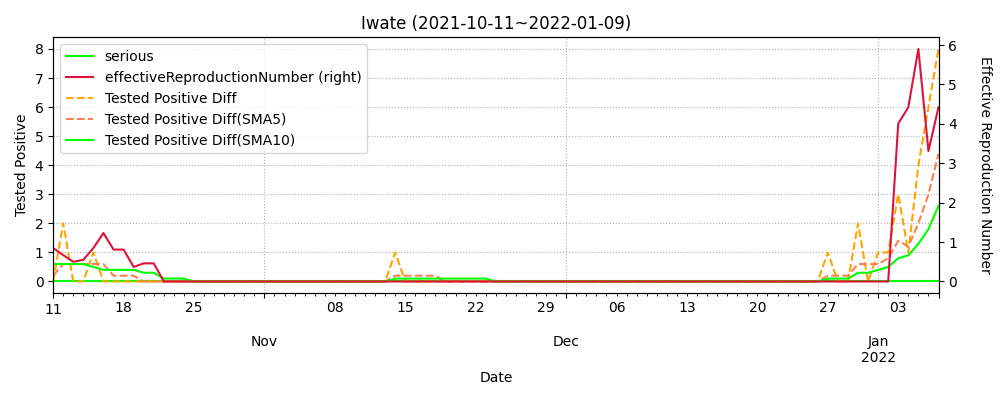 Iwate (2021-10-11~2022-01-09)
serious
effectiveReproductionNumber (right)
Tested Positive Diff
Tested Positive Diff(SMA5)
Tested Positive Diff(SMA10)
Tested Positive
8
7
6
5
4
3
2
1
0
Effective Reproduction Number
6
5
4
3
2
1
0
11 18 25 08 15 22 29 06 13 20 27 03
Nov Dec Jan
2022
Date